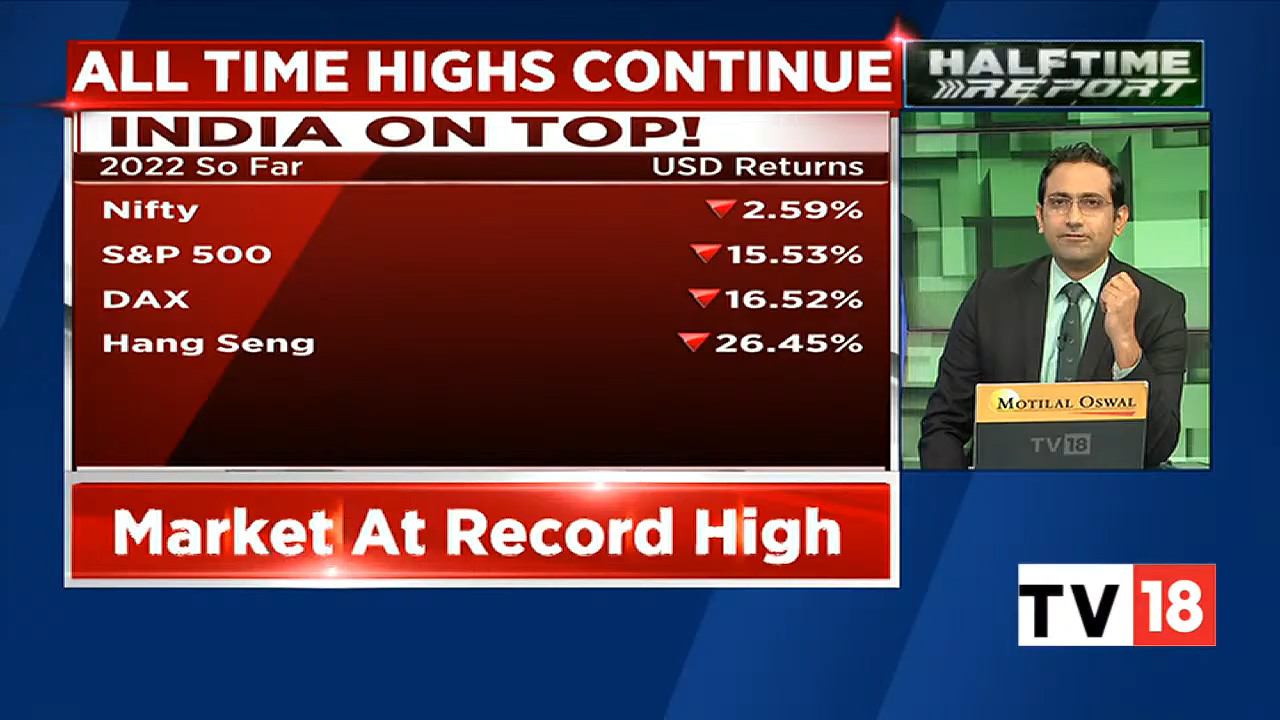 ALL TIME HIGHS CONTINUE
HALFTIME
REPORT
INDIA ON TOP!
2022 So Far USD Returns
Nifty 2.59%
S&P 500 15.53%
DAX 16.52%
Hang Seng 26.45%
MOTILAL OSWAL
TV18
Market At Record High
TV18